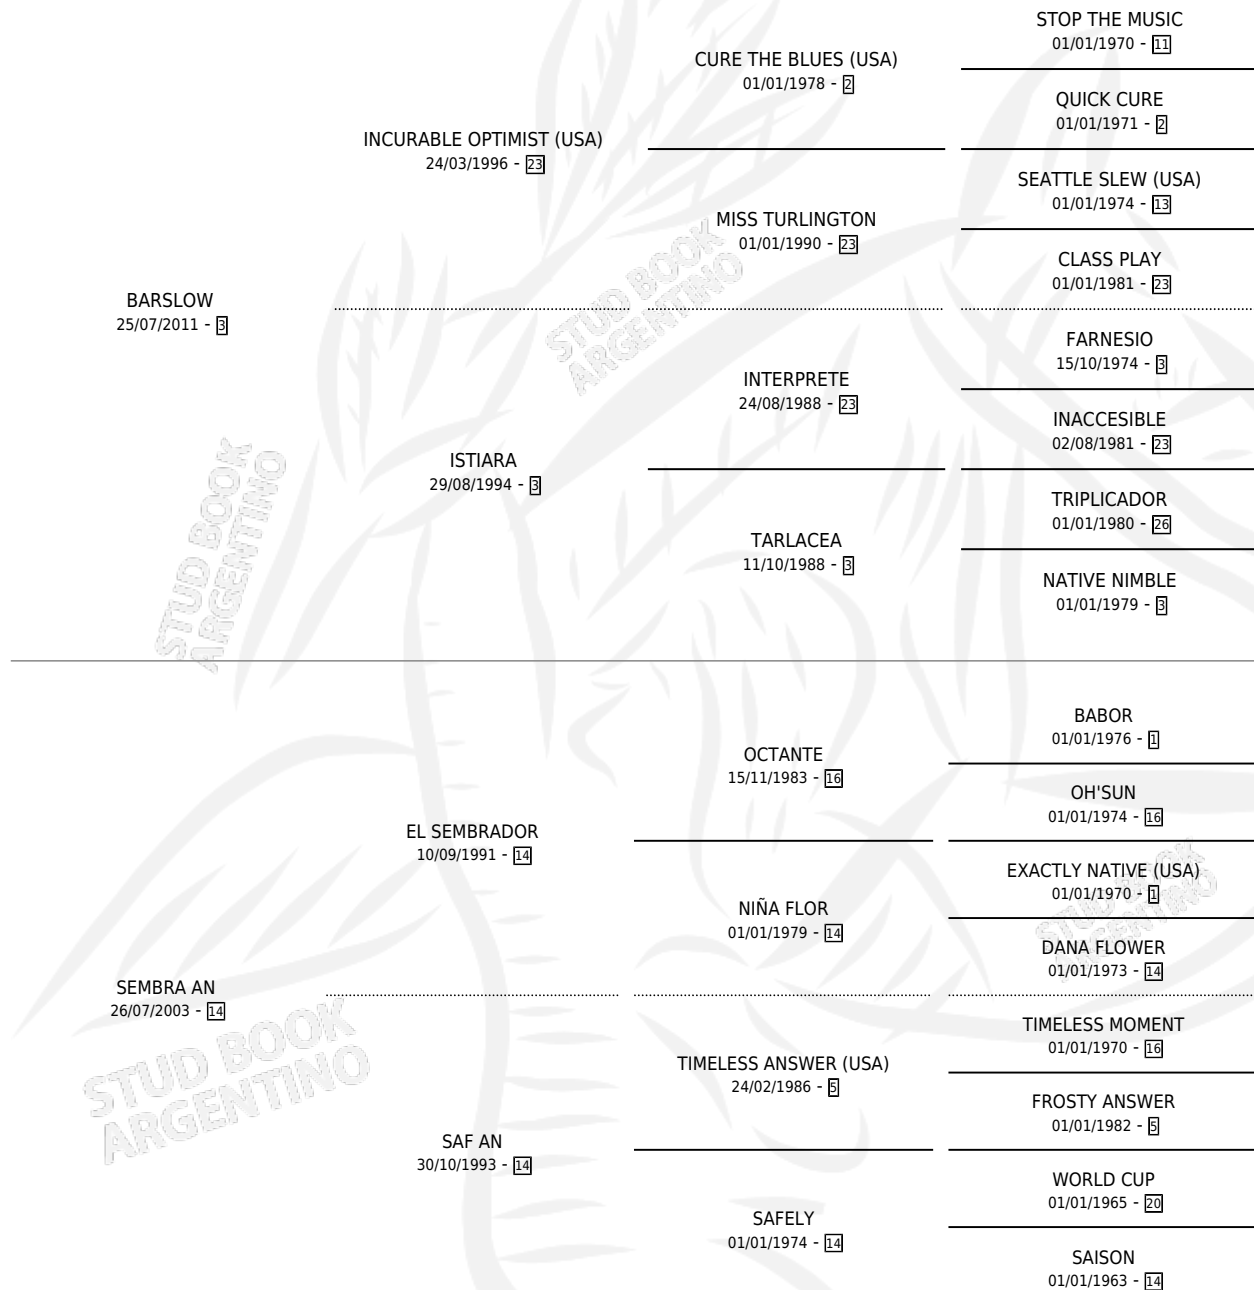 STOP THE MUSIC
01/01/1970 - 11
CURE THE BLUES (USA)
01/01/1978 - 2
QUICK CURE
01/01/1971 - 2
INCURABLE OPTIMIST (USA)
24/03/1996 - 23
SEATTLE SLEW (USA)
01/01/1974 - 13
MISS TURLINGTON
01/01/1990 - 23
CLASS PLAY
01/01/1981 - 23
BARSLOW
25/07/2011 - 3
FARNESIO
15/10/1974 - 3
INTERPRETE
24/08/1988 - 23
INACCESIBLE
02/08/1981 - 23
ISTIARA
29/08/1994 - 3
TRIPLICADOR
01/01/1980 - 26
TARLACEA
11/10/1988 - 3
NATIVE NIMBLE
01/01/1979 - 3
BABOR
01/01/1976 - 1
OCTANTE
15/11/1983 - 16
OH'SUN
01/01/1974 - 16
EL SEMBRADOR
10/09/1991 - 14
EXACTLY NATIVE (USA)
01/01/1970 - 1
NIÑA FLOR
01/01/1979 - 14
DANA FLOWER
01/01/1973 - 14
SEMBRA AN
26/07/2003 - 14
TIMELESS MOMENT
01/01/1970 - 16
TIMELESS ANSWER (USA)
24/02/1986 - 5
FROSTY ANSWER
01/01/1982 - 5
SAF AN
30/10/1993 - 14
WORLD CUP
01/01/1965 - 20
SAFELY
01/01/1974 - 14
SAISON
01/01/1963 - 14
STUD BOOK
ARGENTINO
STUD BOOK
ARGENTINO
STUD BOOK
ARGENTINO
STUD BOOK
ARGENTINO